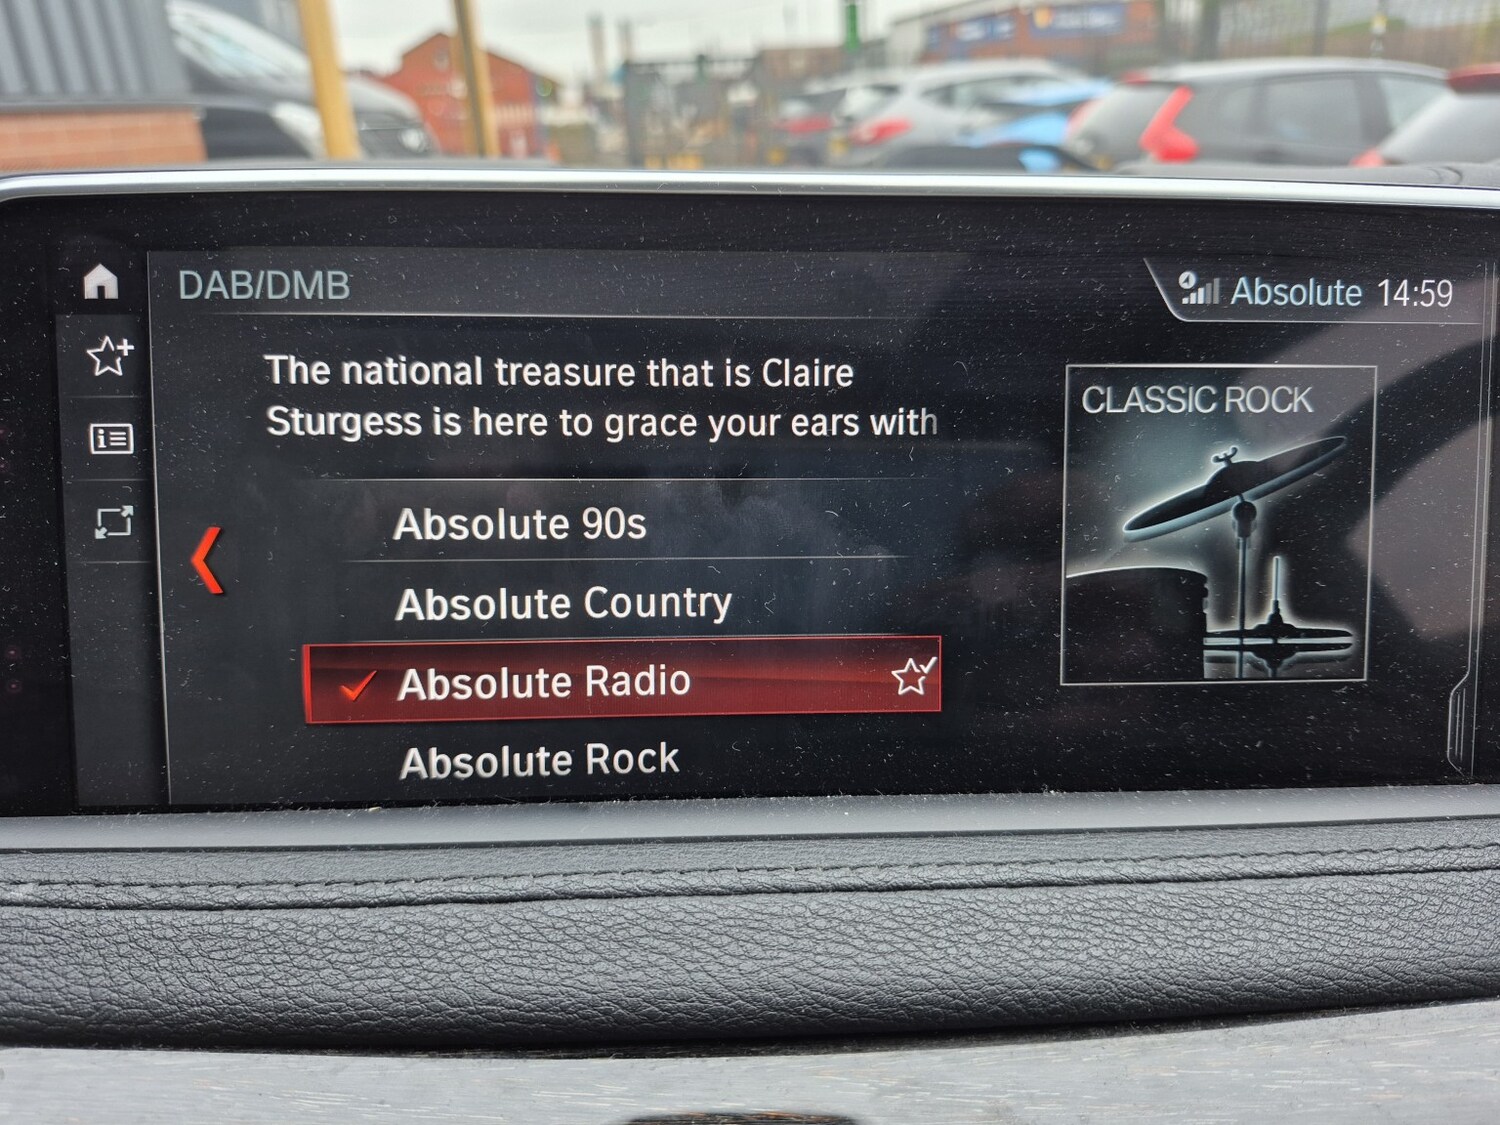 DAB/DMB
Absolute 14:59
The national treasure that is Claire
Sturgess is here to grace your ears with
CLASSIC ROCK
Absolute 90s
Absolute Country
Absolute Radio
Absolute Rock